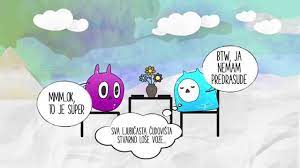 BTW, JA
NEMAM
PREDRASUDE
MMM..OK,
TO JE SUPER
SVA LJUBIČASTA ČUDOVIŠTA
STVARNO LOŠE VOZE...